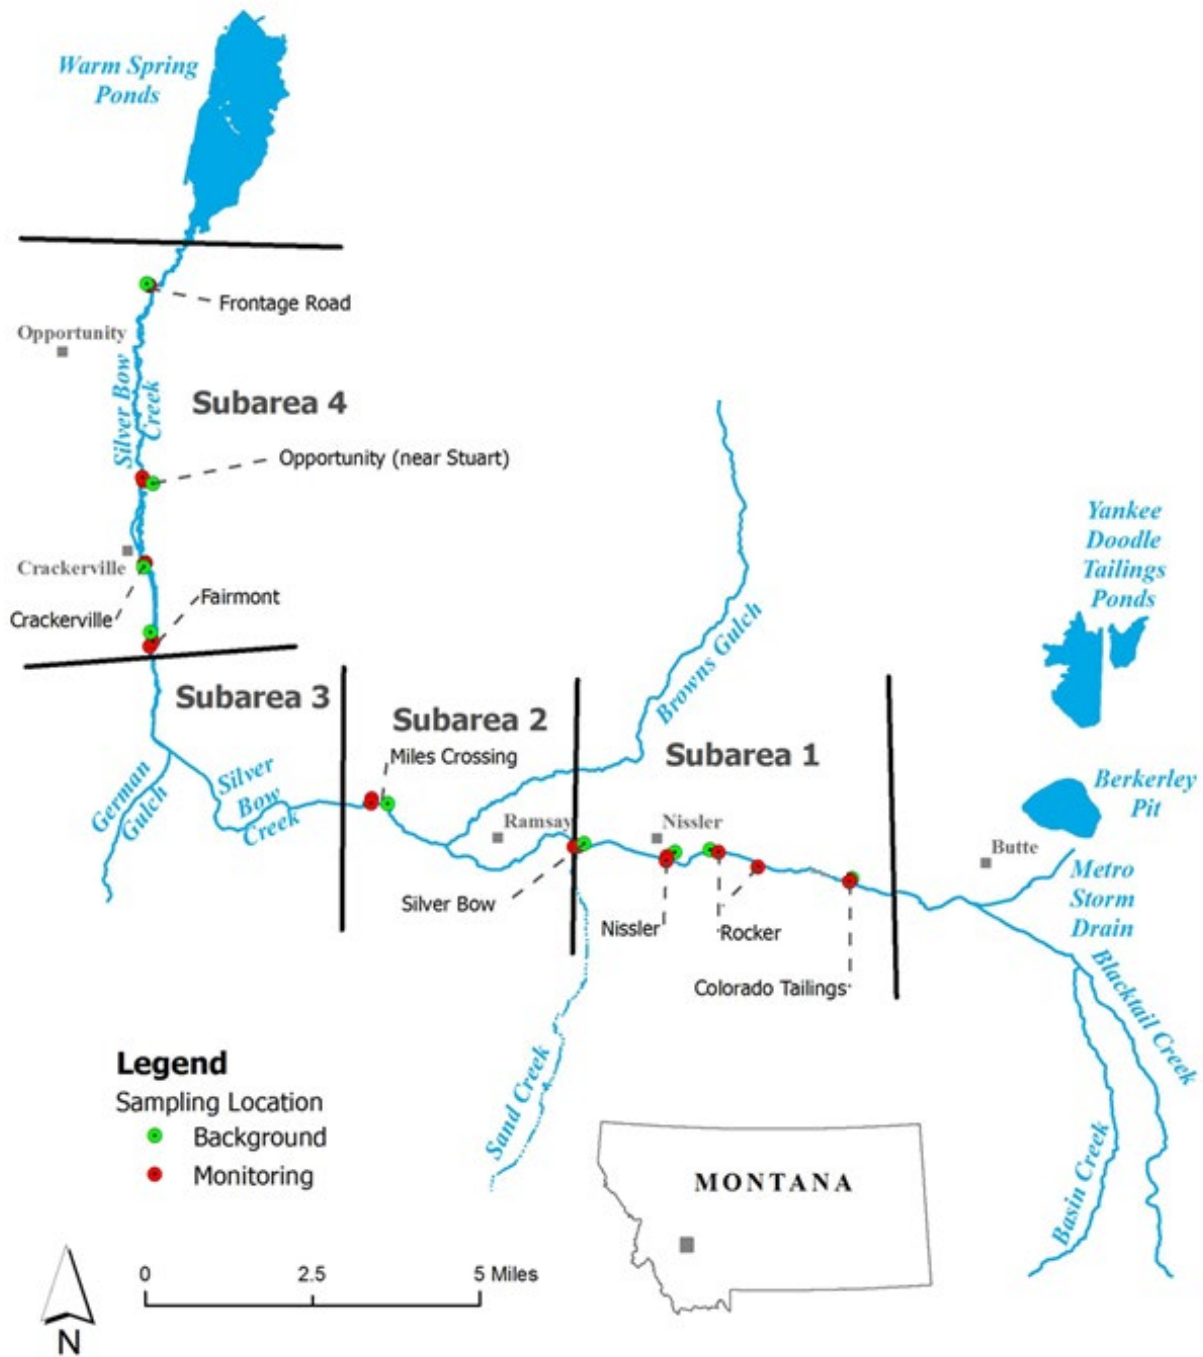 Warm Spring
Ponds
Frontage Road
Opportunity
Silver Bow
Creek
Subarea 4
Opportunity (near Stuart)
Yankee
Doodle
Tailings
Ponds
Crackerville
Crackerville
Fairmont
Browns Gulch
Subarea 3
Subarea 2
Miles Crossing
Subarea 1
German
Gulch
Silver
Bow
Creek
Berkerley
Pit
Ramsay
Nissler
Butte
Silver Bow
Nissler
Rocker
Colorado Tailings
Metro
Storm
Drain
Blacktail Creek
Sand Creek
Basin Creek
Legend
Sampling Location
Background
Monitoring
MONTANA
0 2.5 5 Miles
N